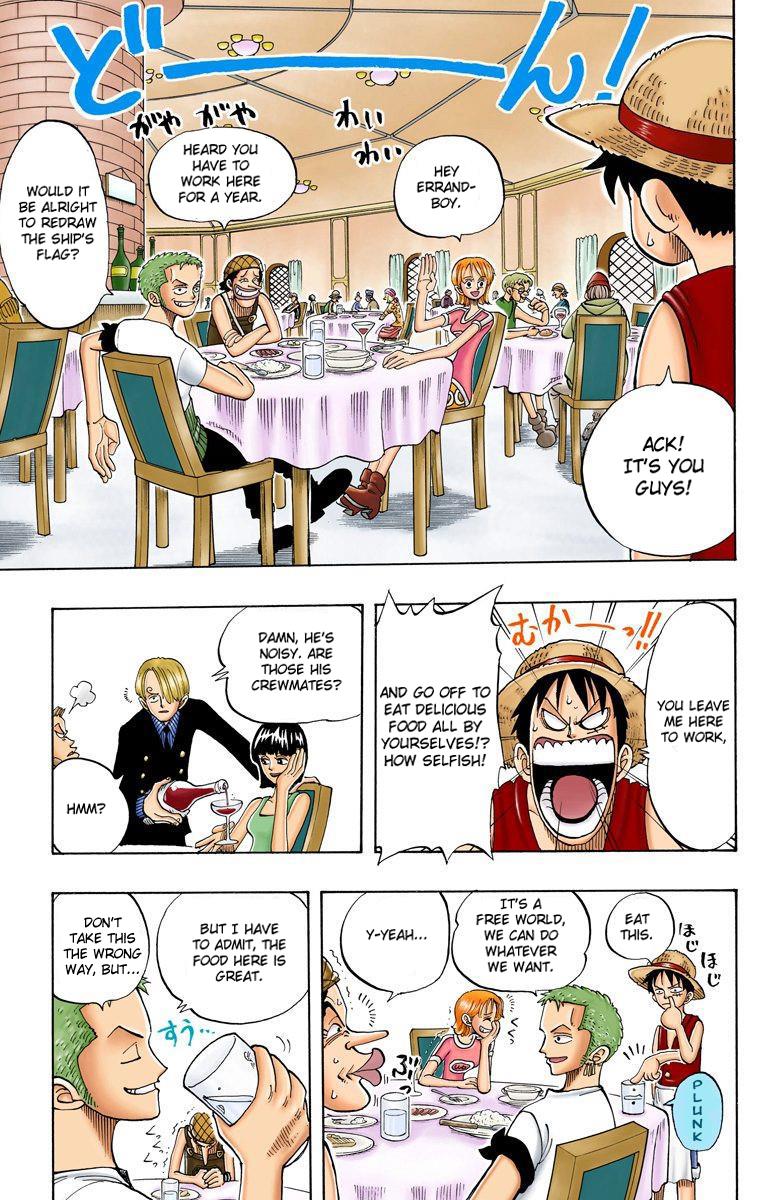 どーん!
がや がや
わい
わい
HEY
ERRAND-
BOY.
HEARD YOU
HAVE TO
WORK HERE
FOR A YEAR.
WOULD IT
BE ALRIGHT
TO REDRAW
THE SHIP'S
FLAG?
ACK!
IT'S YOU
GUYS!
むかーっ!!
YOU LEAVE
ME HERE
TO WORK,
AND GO OFF TO
EAT DELICIOUS
FOOD ALL BY
YOURSELVES!?
HOW SELFISH!
DAMN, HE'S
NOISY. ARE
THOSE HIS
CREWMATES?
HMM?
EAT
THIS.
ほじ
ほじ
IT'S A
FREE WORLD,
WE CAN DO
WHATEVER
WE WANT.
Y-YEAH...
ぶっ
PLUNK
BUT I HAVE
TO ADMIT, THE
FOOD HERE IS
GREAT.
DON'T
TAKE THIS
THE WRONG
WAY, BUT...
すぅ…